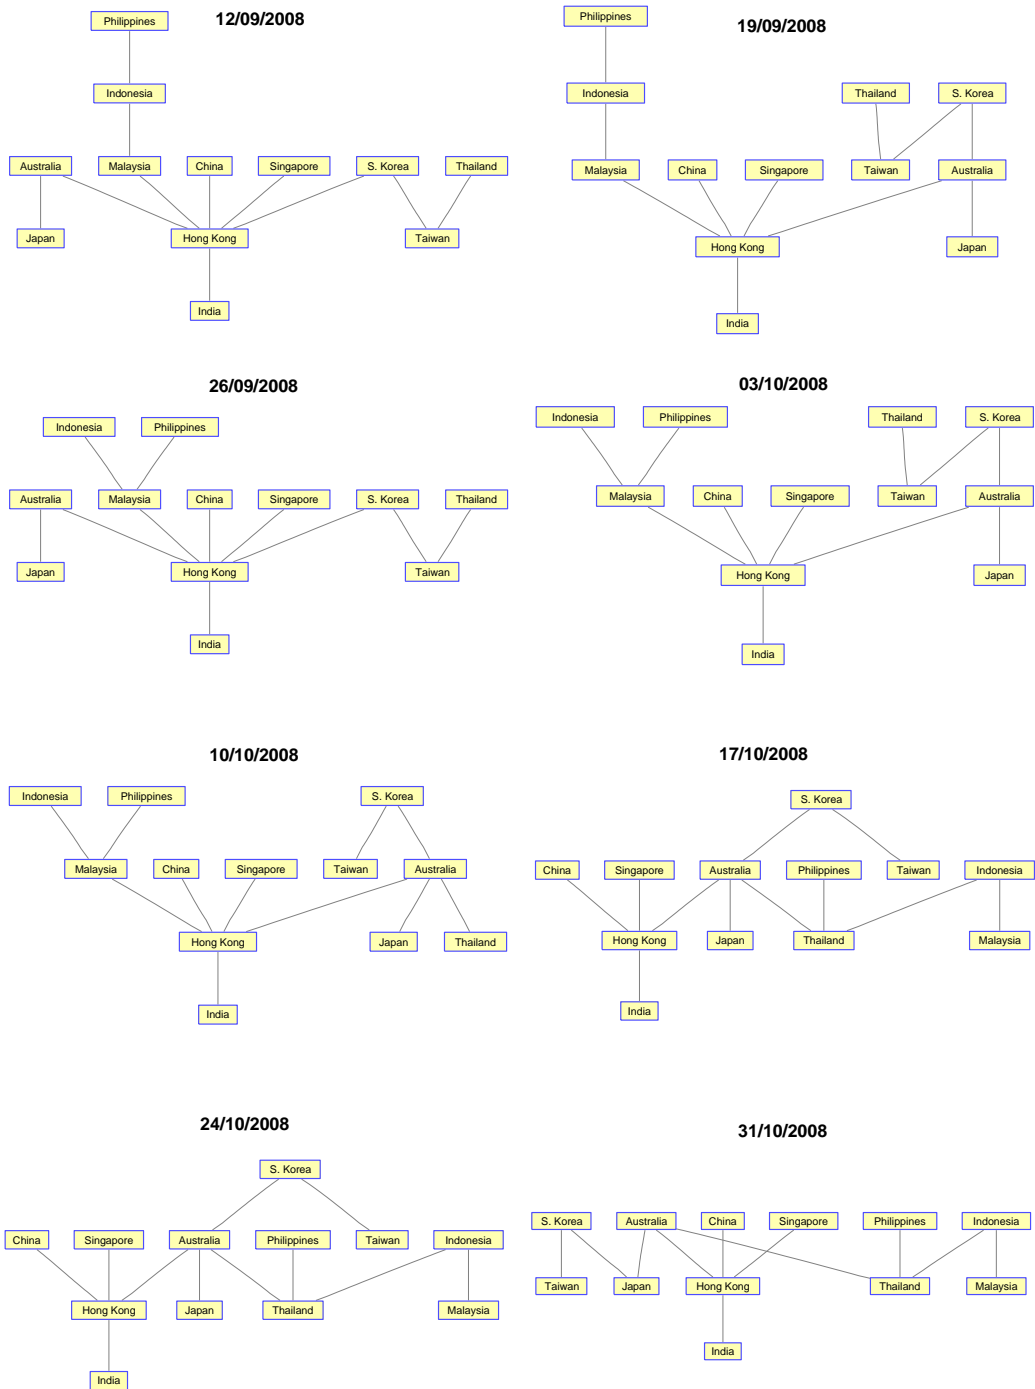 12/09/2008
Philippines
Indonesia
Australia Malaysia China Singapore S. Korea Thailand
Japan Hong Kong Taiwan
India
19/09/2008
Philippines
Indonesia Thailand S. Korea
Malaysia China Singapore Taiwan Australia
Hong Kong Japan
India
26/09/2008
Indonesia Philippines
Australia Malaysia China Singapore S. Korea Thailand
Japan Hong Kong Taiwan
India
03/10/2008
Indonesia Philippines Thailand S. Korea
Malaysia China Singapore Taiwan Australia
Hong Kong Japan
India
10/10/2008
Indonesia Philippines S. Korea
Malaysia China Singapore Taiwan Australia
Hong Kong Japan Thailand
India
17/10/2008
S. Korea
China Singapore Australia Philippines Taiwan Indonesia
Hong Kong Japan Thailand Malaysia
India
24/10/2008
S. Korea
China Singapore Australia Philippines Taiwan Indonesia
Hong Kong Japan Thailand Malaysia
India
31/10/2008
S. Korea Australia China Singapore Philippines Indonesia
Taiwan Japan Hong Kong Thailand Malaysia
India